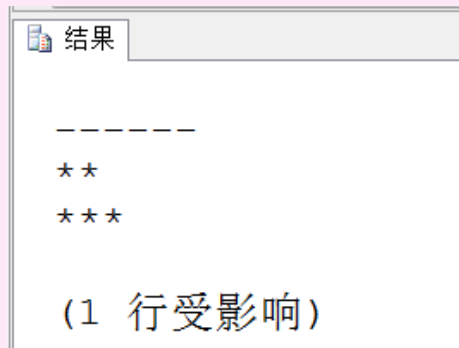 结果
------
**
***
(1 行受影响)